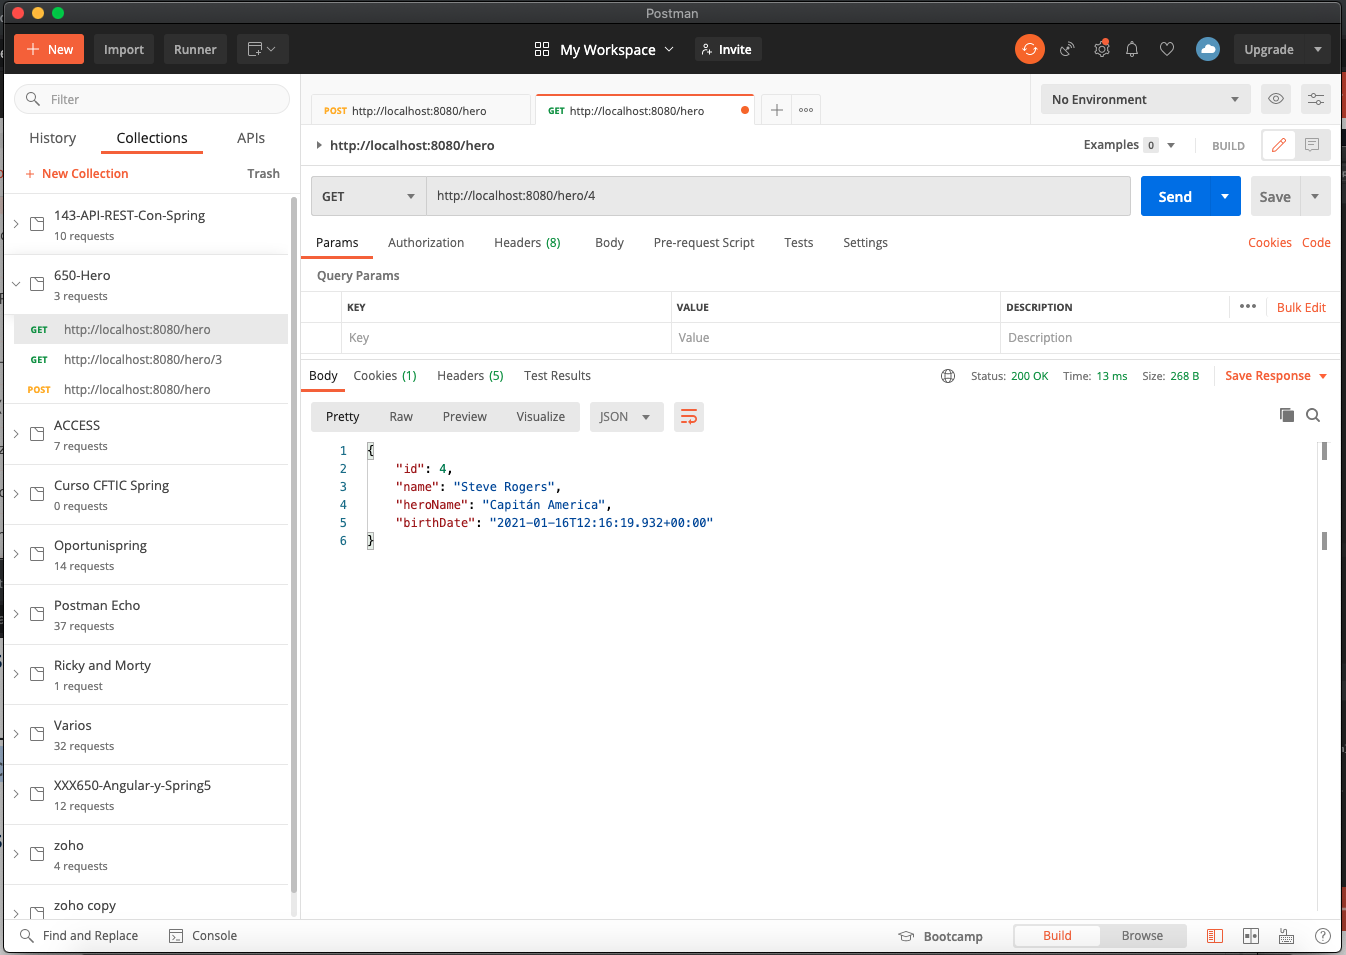 Postman
New
Import
Runner
My Workspace
Invite
Upgrade
Filter
History
Collections
APIs
+ New Collection
Trash
143-API-REST-Con-Spring
10 requests
650-Hero
3 requests
GET http://localhost:8080/hero
GET http://localhost:8080/hero/3
POST http://localhost:8080/hero
ACCESS
7 requests
Curso CFTIC Spring
0 requests
Oportunispring
14 requests
Postman Echo
37 requests
Ricky and Morty
1 request
Varios
32 requests
XXX650-Angular-y-Spring5
12 requests
zoho
4 requests
zoho copy
POST http://localhost:8080/hero
GET http://localhost:8080/hero
No Environment
http://localhost:8080/hero
Examples 0
BUILD
GET
http://localhost:8080/hero/4
Send
Save
Params
Authorization
Headers (8)
Body
Pre-request Script
Tests
Settings
Cookies
Code
Query Params
KEY
VALUE
DESCRIPTION
Bulk Edit
Key
Value
Description
Body
Cookies (1)
Headers (5)
Test Results
Status: 200 OK
Time: 13 ms
Size: 268 B
Save Response
Pretty
Raw
Preview
Visualize
JSON
1 {
2 "id": 4,
3 "name": "Steve Rogers",
4 "heroName": "Capitán America",
5 "birthDate": "2021-01-16T12:16:19.932+00:00"
6 }
Find and Replace
Console
Bootcamp
Build
Browse